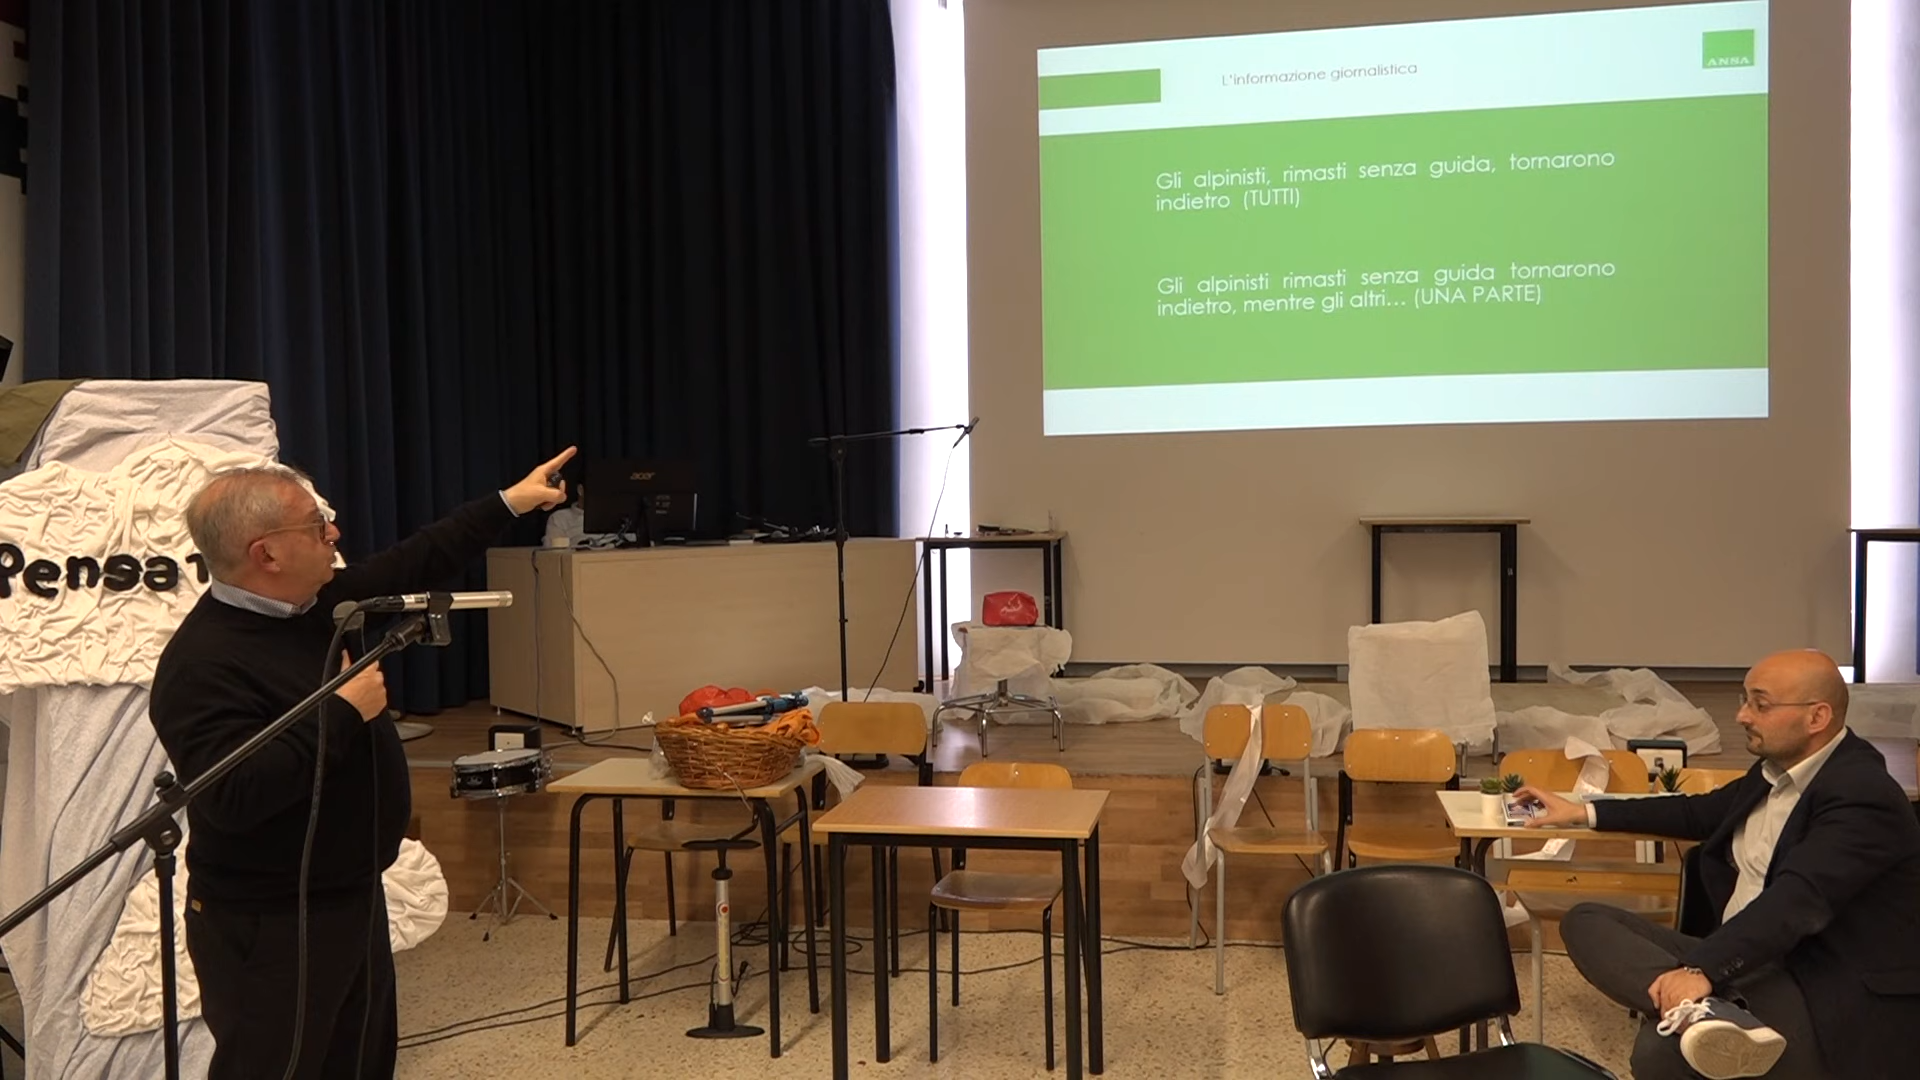 L'informazione giornalistica
ANSA
Gli alpinisti, rimasti senza guida, tornarono
indietro (TUTTI)
Gli alpinisti rimasti senza guida tornarono
indietro, mentre gli altri... (UNA PARTE)
acer
Pensa